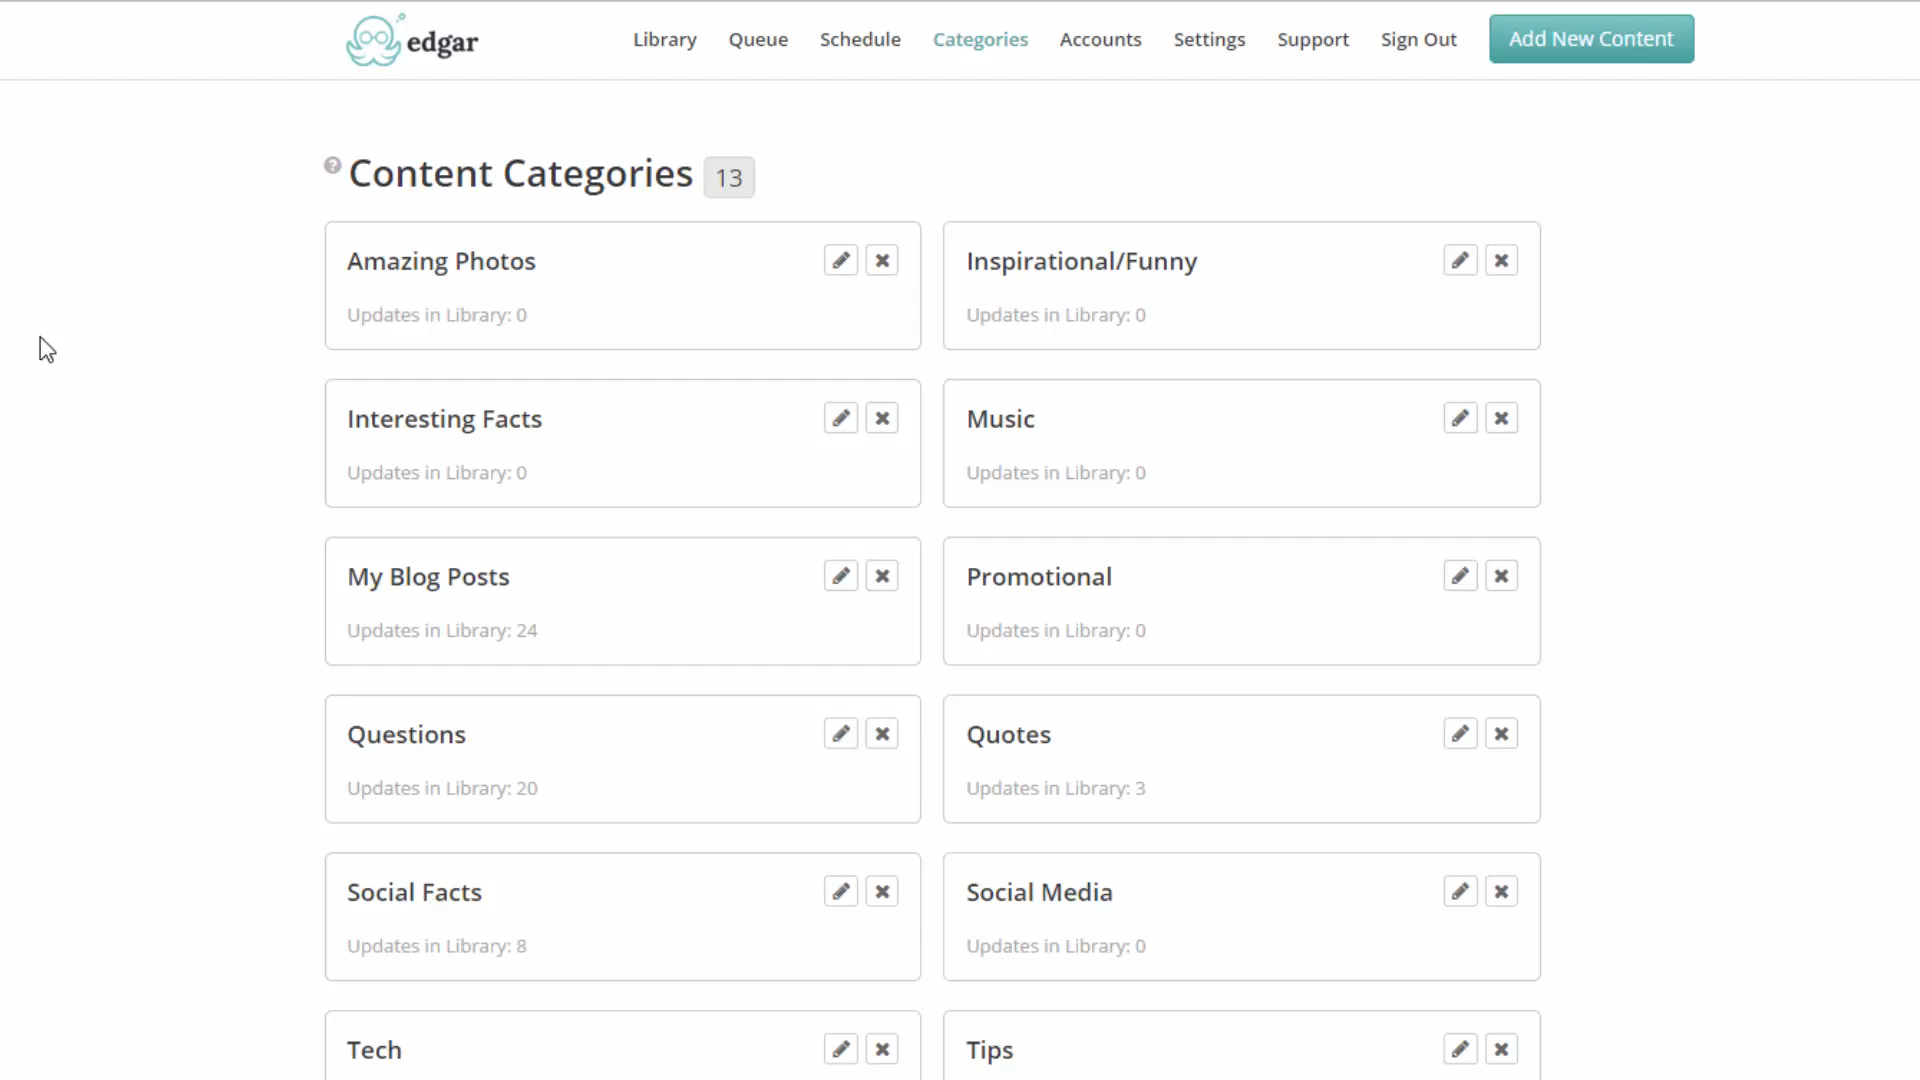 edgar
Library Queue Schedule Categories Accounts Settings Support Sign Out Add New Content
? Content Categories 13
Amazing Photos
Updates in Library: 0
Inspirational/Funny
Updates in Library: 0
Interesting Facts
Updates in Library: 0
Music
Updates in Library: 0
My Blog Posts
Updates in Library: 24
Promotional
Updates in Library: 0
Questions
Updates in Library: 20
Quotes
Updates in Library: 3
Social Facts
Updates in Library: 8
Social Media
Updates in Library: 0
Tech
Tips